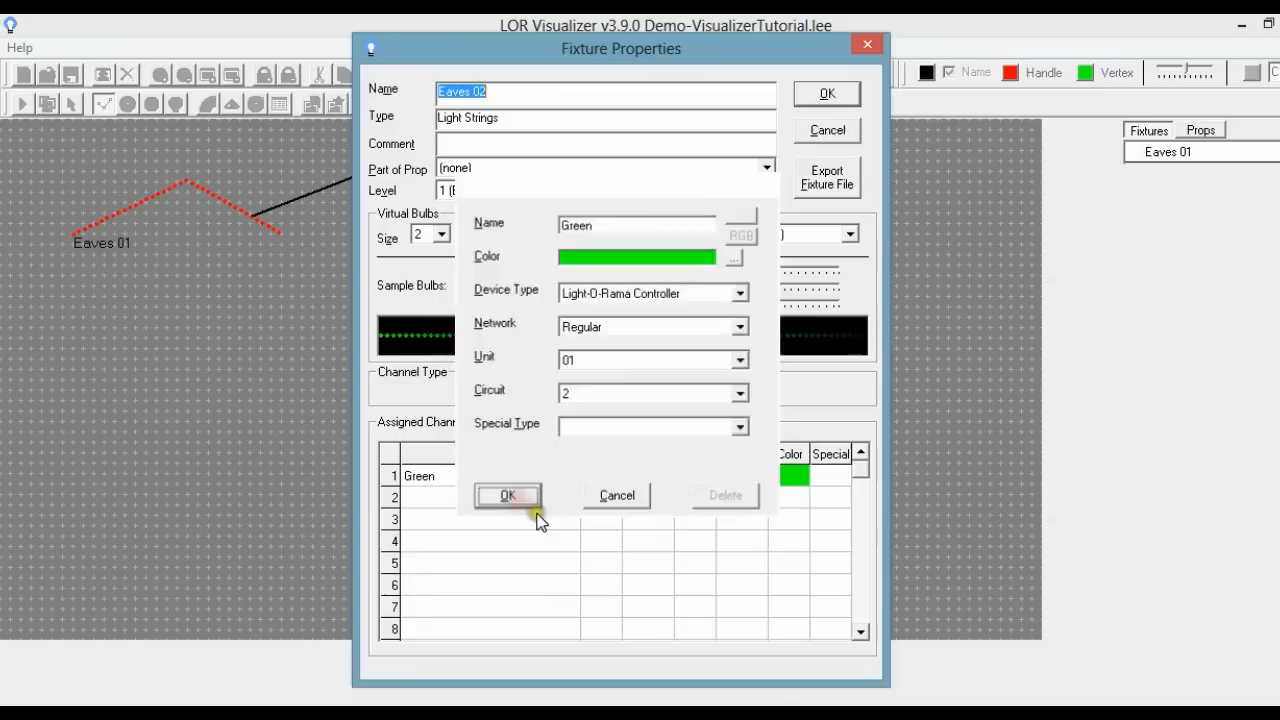 LOR Visualizer v3.9.0 Demo-VisualizerTutorial.lee
Help
Fixture Properties
Name
Handle
Vertex
Name
Eaves 02
OK
Type
Light Strings
Cancel
Comment
Part of Prop
(none)
Export
Fixture File
Level
1
Fixtures
Props
Eaves 01
Eaves 01
Virtual Bulbs
Size
2
Sample Bulbs:
Channel Type
Assigned Chann
Color
Special
1
Green
2
3
4
5
6
7
8
Name
Green
RGB
Color
...
Device Type
Light-O-Rama Controller
Network
Regular
Unit
01
Circuit
2
Special Type
OK
Cancel
Delete